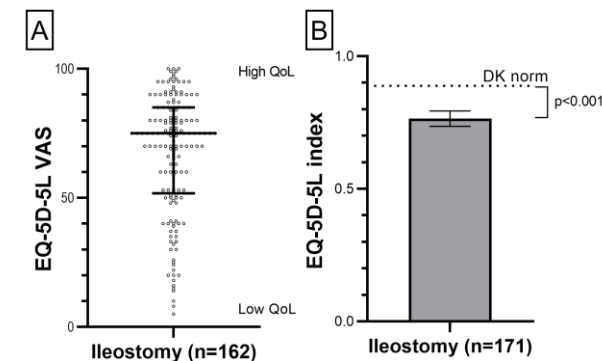 A
EQ-5D-5L VAS
100
50
0
High QoL
Low QoL
Ileostomy (n=162)
B
EQ-5D-5L index
1.0
0.5
0.0
DK norm
p<0.001
Ileostomy (n=171)